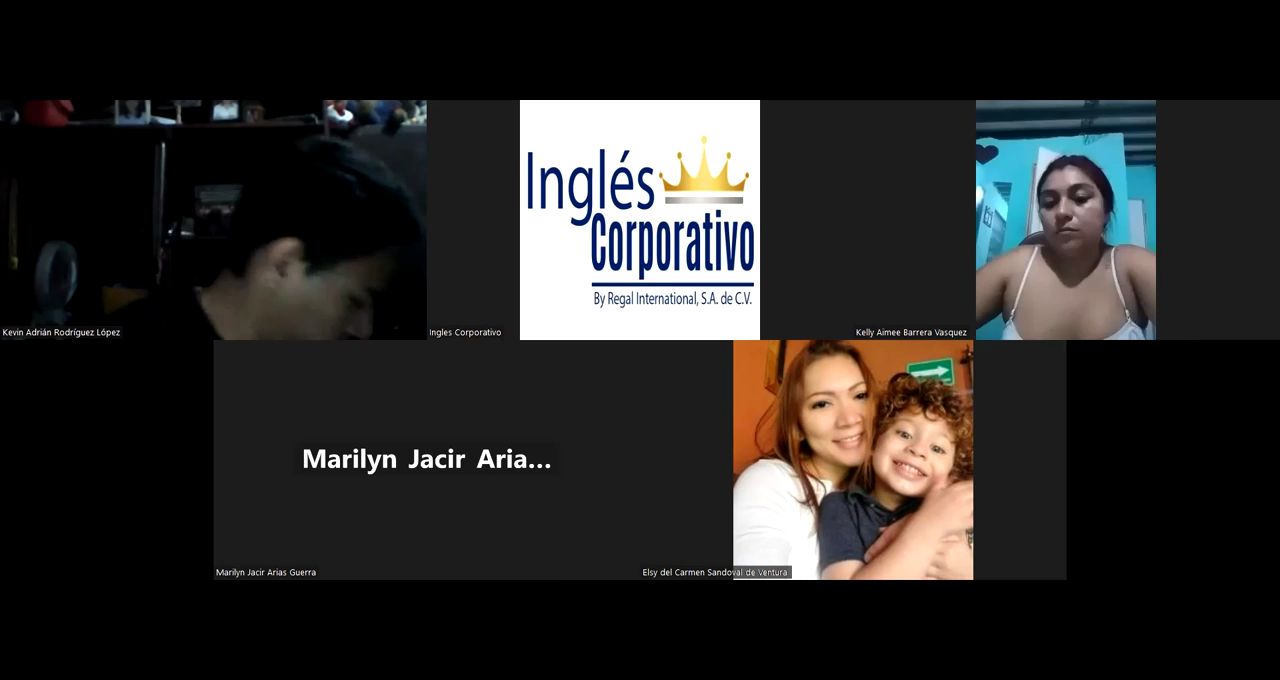 Inglés
Corporativo
By Regal International, S.A. de C.V.
Kevin Adrián Rodríguez López
Ingles Corporativo
Kelly Aimee Barrera Vasquez
Marilyn Jacir Aria...
Marilyn Jacir Arias Guerra
Elsy del Carmen Sandoval de Ventura